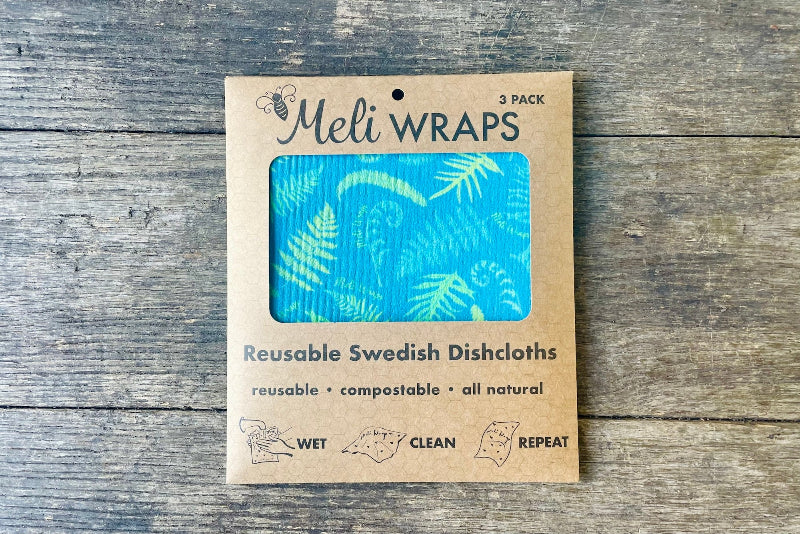 3 PACK
Meli WRAPS
Reusable Swedish Dishcloths
reusable • compostable • all natural
WET CLEAN REPEAT